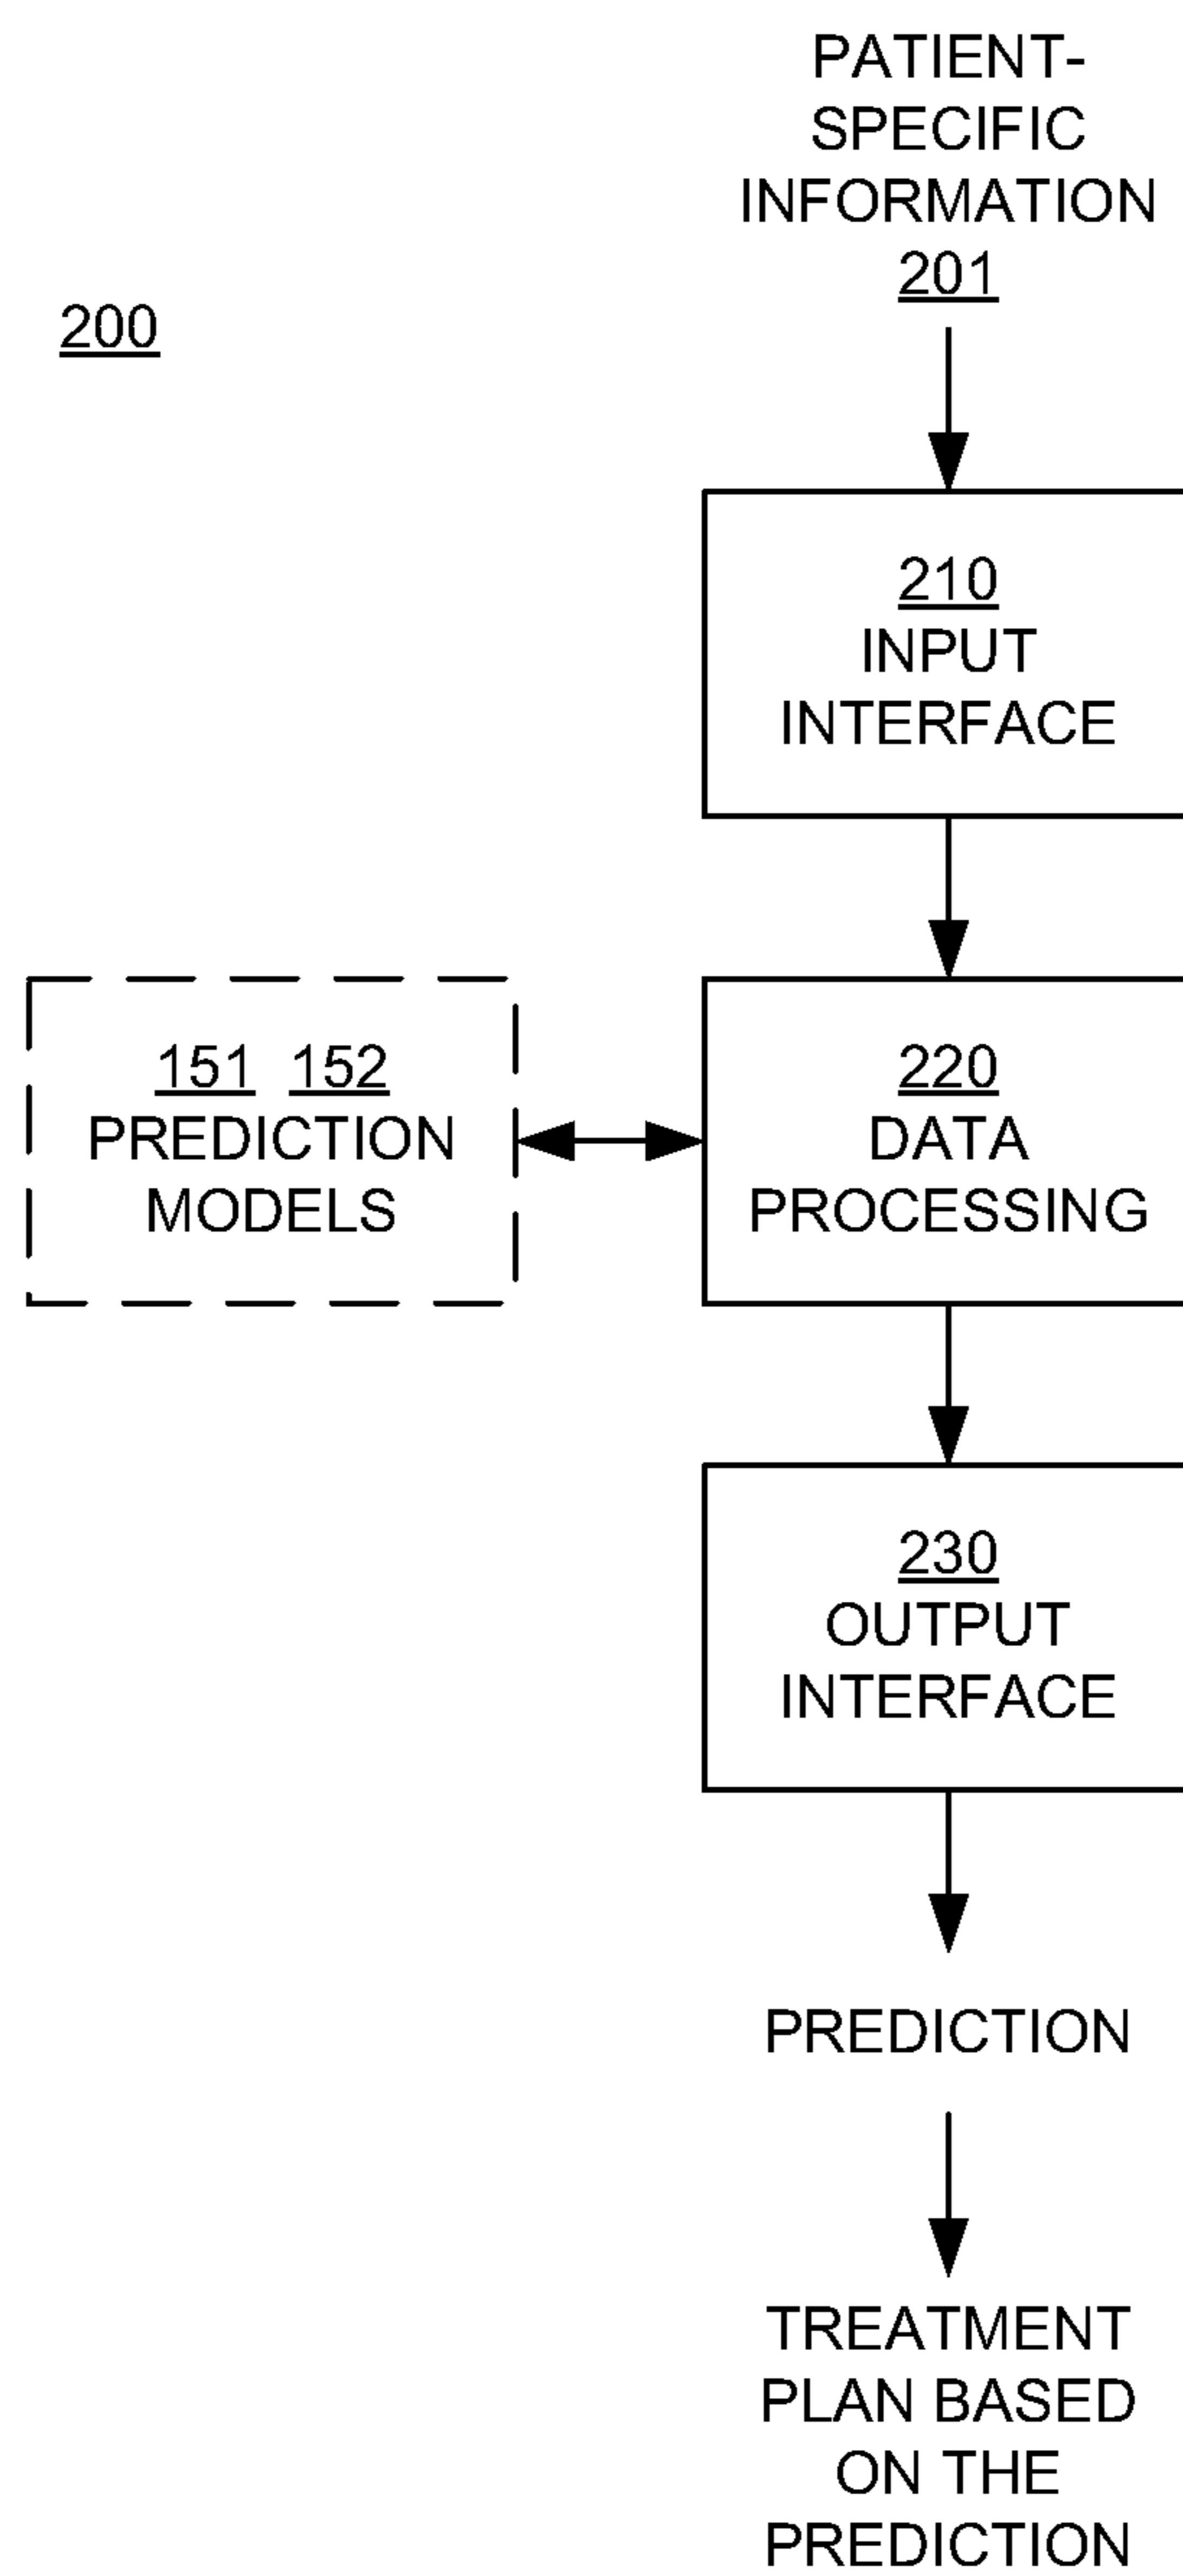 PATIENT-
SPECIFIC
INFORMATION
201
200
210
INPUT
INTERFACE
151 152
PREDICTION
MODELS
220
DATA
PROCESSING
230
OUTPUT
INTERFACE
PREDICTION
TREATMENT
PLAN BASED
ON THE
PREDICTION